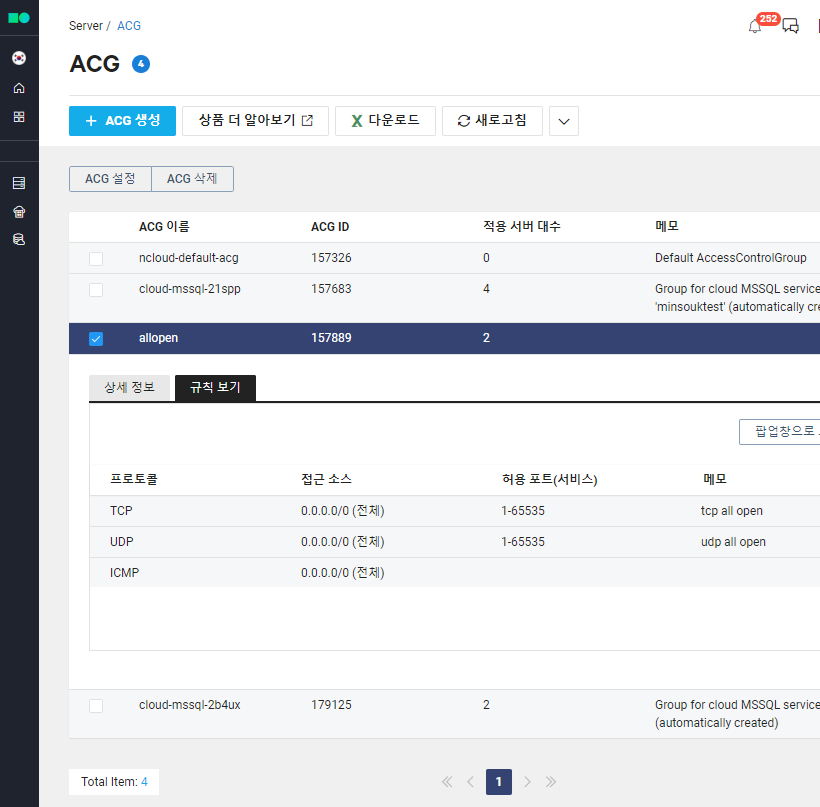 Server / ACG
252
ACG 4
+ ACG 생성
상품 더 알아보기
다운로드
새로고침
ACG 설정
ACG 삭제
ACG 이름 ACG ID 적용 서버 대수 메모
ncloud-default-acg 157326 0 Default AccessControlGroup
cloud-mssql-21spp 157683 4 Group for cloud MSSQL service
'minsouktest' (automatically cre
allopen 157889 2
상세 정보 규칙 보기
팝업창으로
프로토콜 접근 소스 허용 포트(서비스) 메모
TCP 0.0.0.0/0 (전체) 1-65535 tcp all open
UDP 0.0.0.0/0 (전체) 1-65535 udp all open
ICMP 0.0.0.0/0 (전체)
cloud-mssql-2b4ux 179125 2 Group for cloud MSSQL service
(automatically created)
Total Item: 4
1